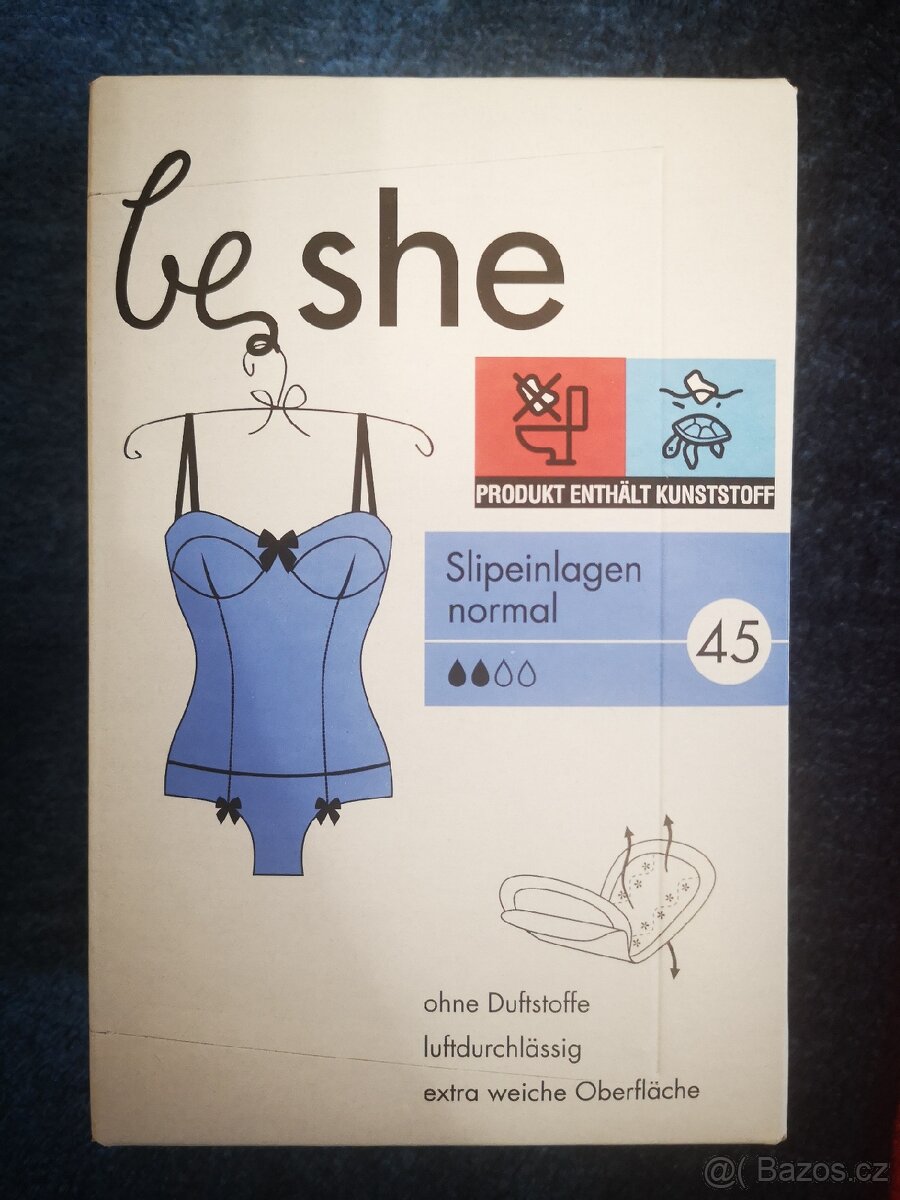 be she
PRODUKT ENTHÄLT KUNSTSTOFF
Slipeinlagen
normal
45
ohne Duftstoffe
luftdurchlässig
extra weiche Oberfläche
@( Bazos.cz